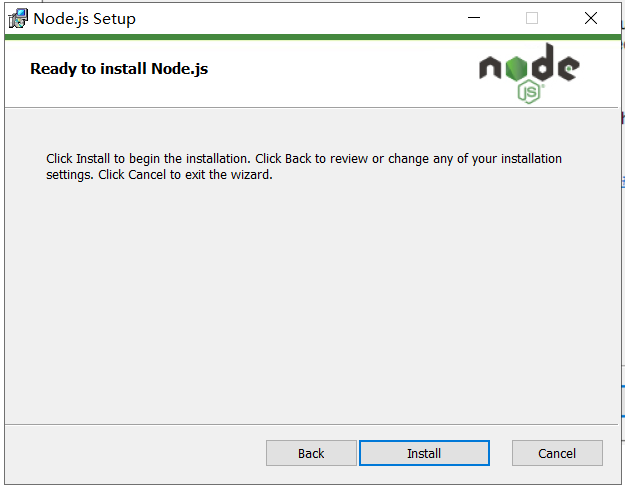 Node.js Setup
Ready to install Node.js
node
JS
Click Install to begin the installation. Click Back to review or change any of your installation
settings. Click Cancel to exit the wizard.
Back
Install
Cancel